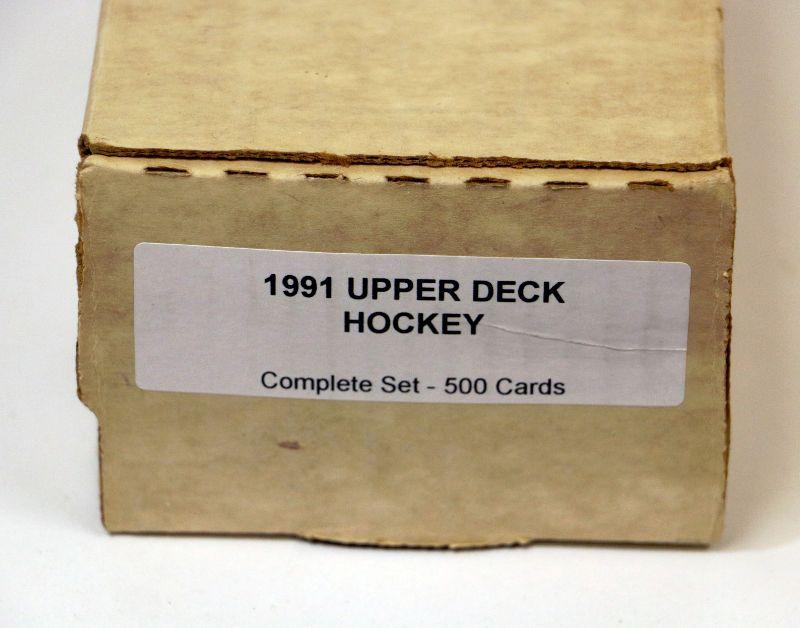 1991 UPPER DECK
HOCKEY
Complete Set - 500 Cards